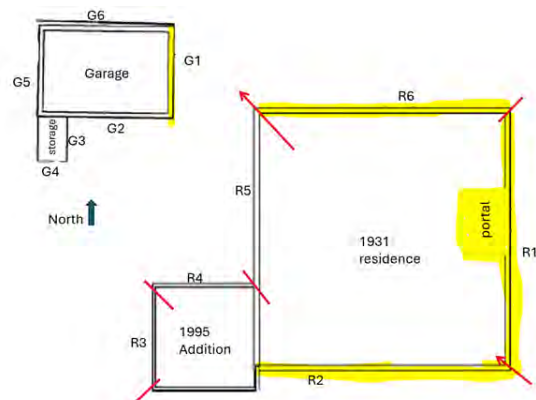 G6
G5
Garage
G1
storage
G3
G2
G4
North
R6
R5
1931
residence
portal
R1
R4
R3
1995
Addition
R2